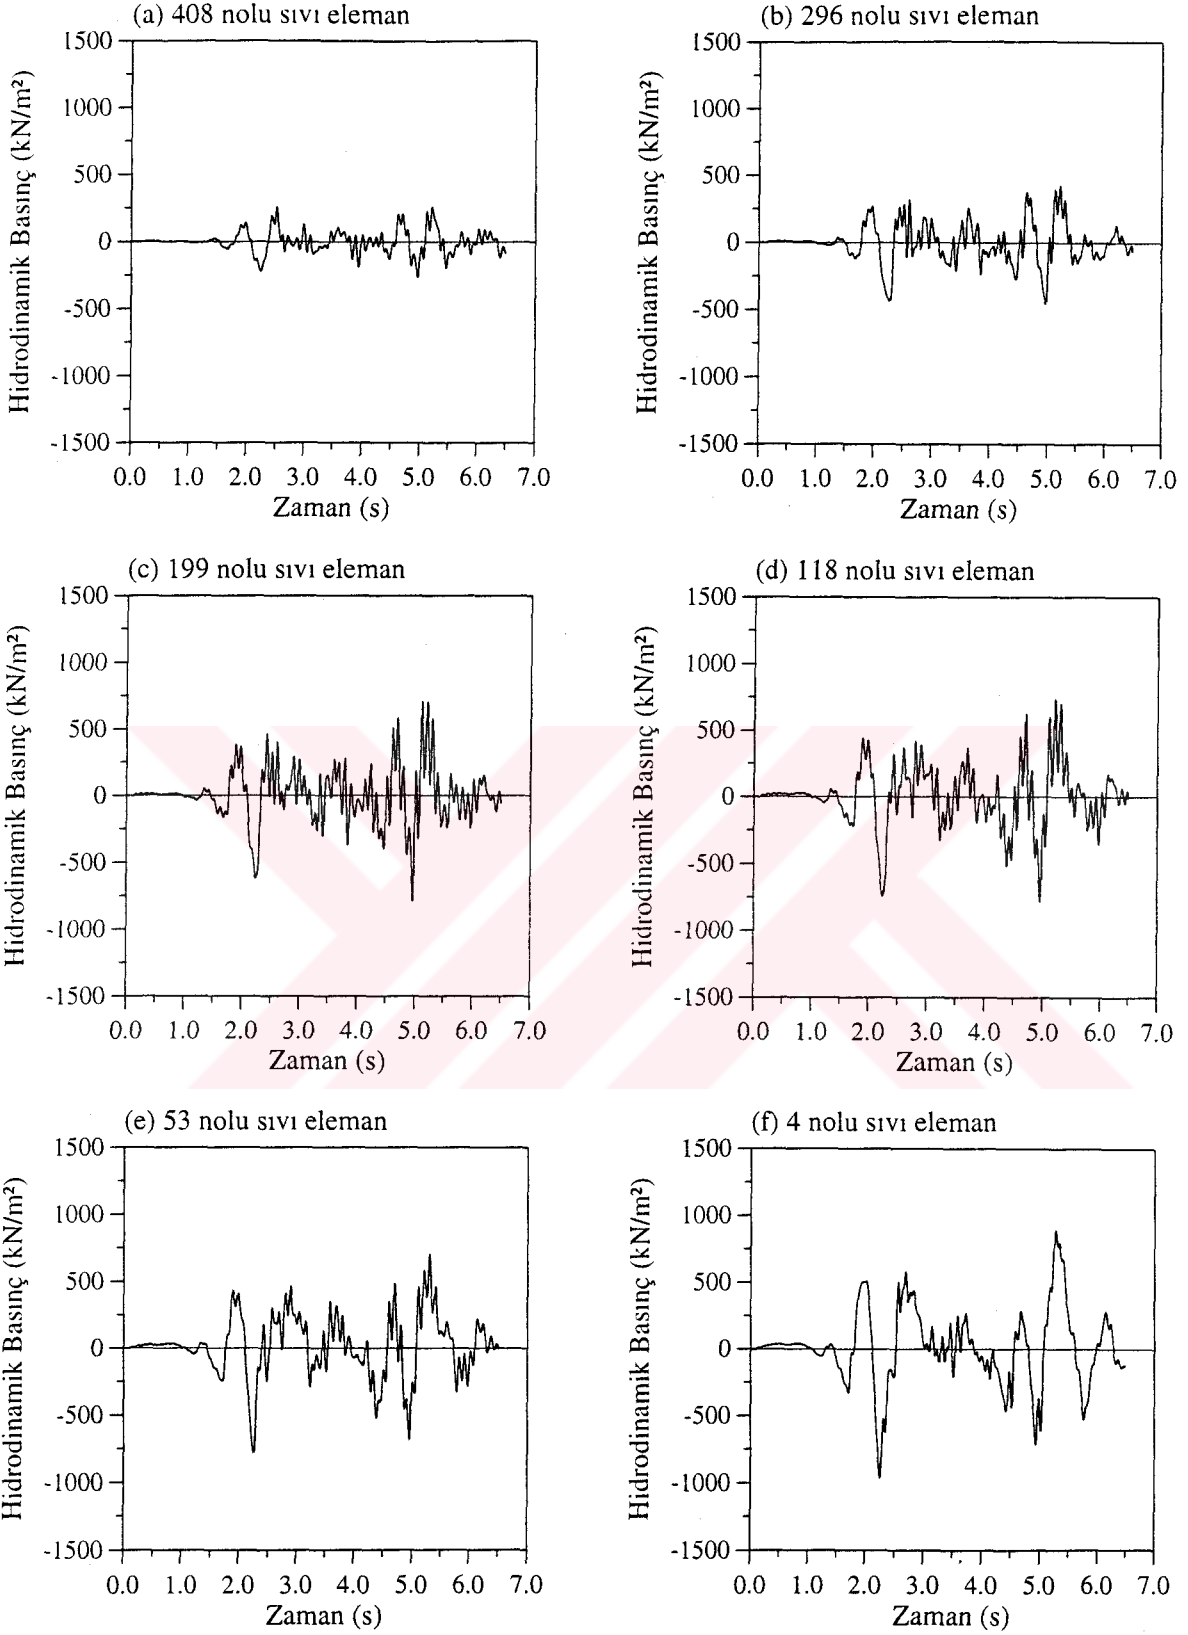 (a) 408 nolu sıvı eleman
Hidrodinamik Basınç (kN/m²)
1500
1000
500
0
-500
-1000
-1500
0.0 1.0 2.0 3.0 4.0 5.0 6.0 7.0
Zaman (s)
(b) 296 nolu sıvı eleman
Hidrodinamik Basınç (kN/m²)
1500
1000
500
0
-500
-1000
-1500
0.0 1.0 2.0 3.0 4.0 5.0 6.0 7.0
Zaman (s)
(c) 199 nolu sıvı eleman
Hidrodinamik Basınç (kN/m²)
1500
1000
500
0
-500
-1000
-1500
0.0 1.0 2.0 3.0 4.0 5.0 6.0 7.0
Zaman (s)
(d) 118 nolu sıvı eleman
Hidrodinamik Basınç (kN/m²)
1500
1000
500
0
-500
-1000
-1500
0.0 1.0 2.0 3.0 4.0 5.0 6.0 7.0
Zaman (s)
(e) 53 nolu sıvı eleman
Hidrodinamik Basınç (kN/m²)
1500
1000
500
0
-500
-1000
-1500
0.0 1.0 2.0 3.0 4.0 5.0 6.0 7.0
Zaman (s)
(f) 4 nolu sıvı eleman
Hidrodinamik Basınç (kN/m²)
1500
1000
500
0
-500
-1000
-1500
0.0 1.0 2.0 3.0 4.0 5.0 6.0 7.0
Zaman (s)